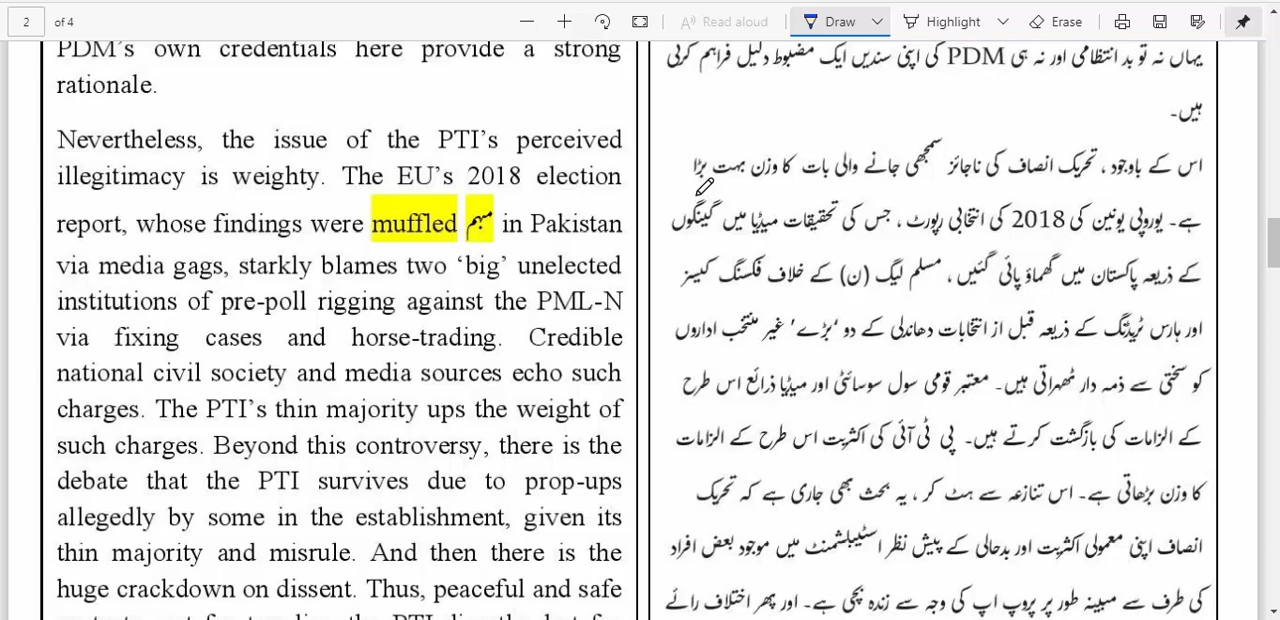 2 of 4 Read aloud Draw Highlight Erase
PDM's own credentials here provide a strong
rationale.
Nevertheless, the issue of the PTI's perceived
illegitimacy is weighty. The EU's 2018 election
report, whose findings were muffled مبہم in Pakistan
via media gags, starkly blames two ‘big’ unelected
institutions of pre-poll rigging against the PML-N
via fixing cases and horse-trading. Credible
national civil society and media sources echo such
charges. The PTI's thin majority ups the weight of
such charges. Beyond this controversy, there is the
debate that the PTI survives due to prop-ups
allegedly by some in the establishment, given its
thin majority and misrule. And then there is the
huge crackdown on dissent. Thus, peaceful and safe
یہاں نہ تو بد انتظامی اور نہ ہی PDM کی اپنی سندیں ایک مضبوط دلیل فراہم کرتی
ہیں۔
اس کے باوجود ، تحریک انصاف کی ناجائز سمجھی جانے والی بات کا وزن بہت بڑا
ہے۔ یوروپی یونین کی 2018 کی انتخابی رپورٹ ، جس کی تحقیقات میڈیا میں گینگوں
کے ذریعہ پاکستان میں گھماؤ پائی گئیں ، مسلم لیگ (ن) کے خلاف فکسنگ کیسز
اور ہارس ٹریڈنگ کے ذریعہ قبل از انتخابات دھاندلی کے دو ‘بڑے’ غیر منتخب اداروں
کو سختی سے ذمہ دار ٹھہراتی ہیں۔ معتبر قومی سول سوسائٹی اور میڈیا ذرائع اس طرح
کے الزامات کی بازگشت کرتے ہیں۔ پی ٹی آئی کی اکثریت اس طرح کے الزامات
کا وزن بڑھاتی ہے۔ اس تنازعہ سے ہٹ کر ، یہ بحث بھی جاری ہے کہ تحریک
انصاف اپنی معمولی اکثریت اور بدحالی کے پیش نظر اسٹیبلشمنٹ میں موجود بعض افراد
کی طرف سے مبینہ طور پر پروپ اپ کی وجہ سے زندہ بچی ہے۔ اور پھر اختلاف رائے